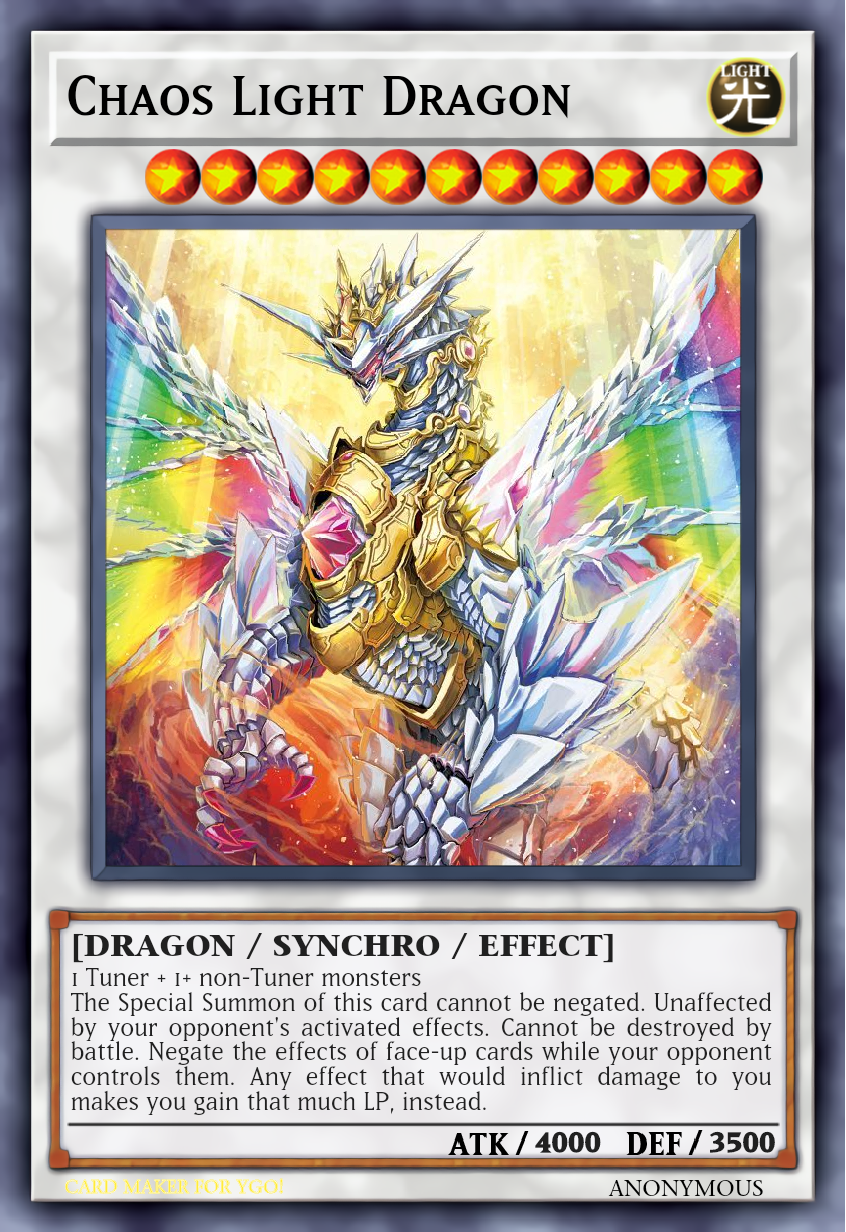 Chaos Light Dragon
LIGHT
光
[DRAGON / SYNCHRO / EFFECT]
1 Tuner + 1+ non-Tuner monsters
The Special Summon of this card cannot be negated. Unaffected
by your opponent's activated effects. Cannot be destroyed by
battle. Negate the effects of face-up cards while your opponent
controls them. Any effect that would inflict damage to you
makes you gain that much LP, instead.
ATK / 4000 DEF / 3500
CARD MAKER FOR YGO! ANONYMOUS